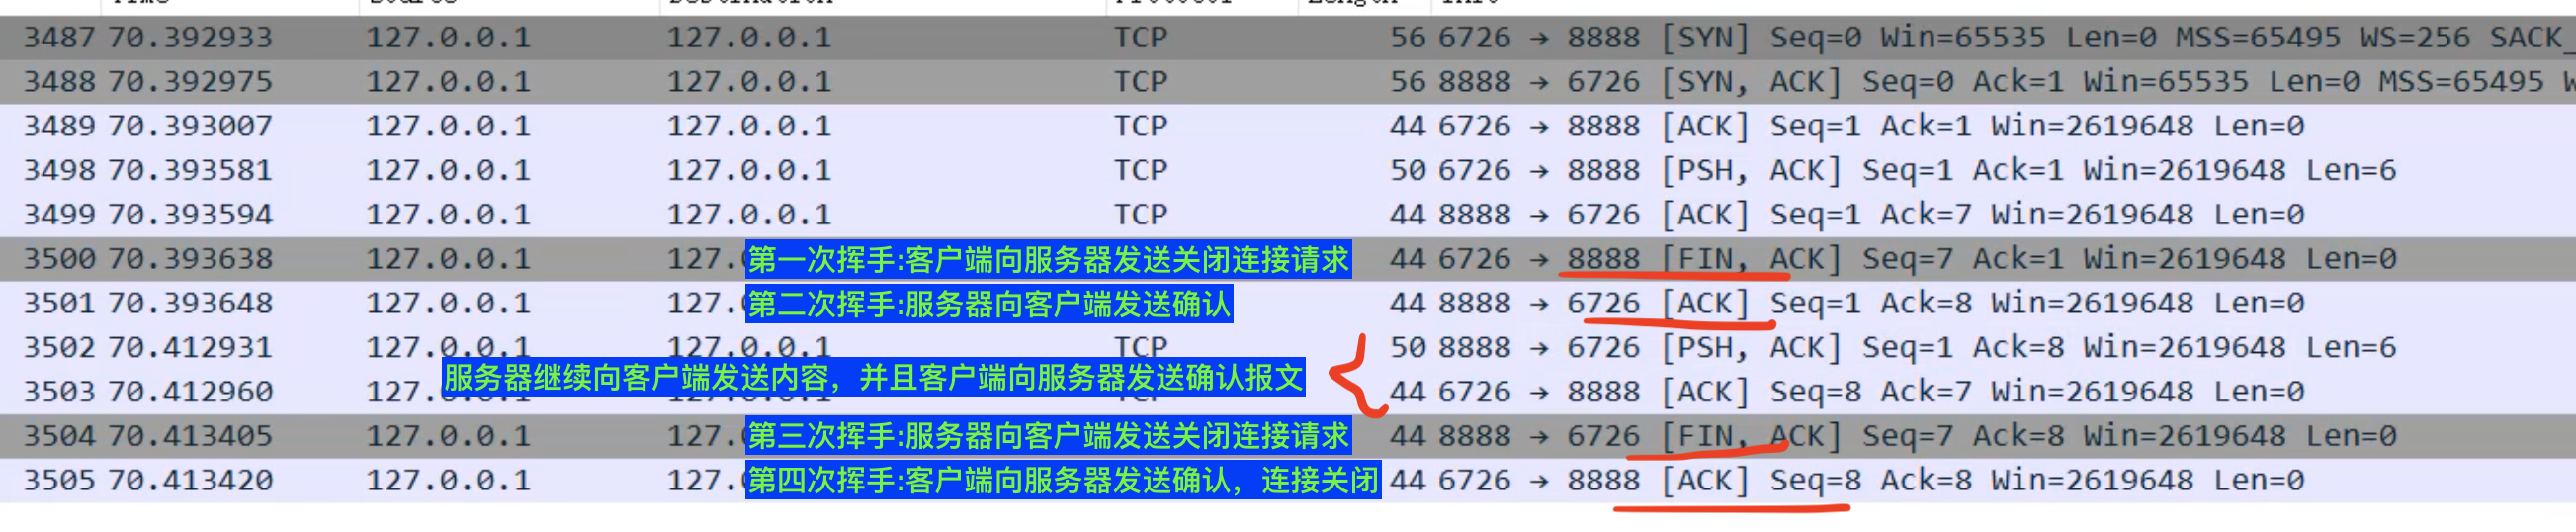 3487 70.392933 127.0.0.1 127.0.0.1 TCP 56 6726 → 8888 [SYN] Seq=0 Win=65535 Len=0 MSS=65495 WS=256 SACK_
3488 70.392975 127.0.0.1 127.0.0.1 TCP 56 8888 → 6726 [SYN, ACK] Seq=0 Ack=1 Win=65535 Len=0 MSS=65495
3489 70.393007 127.0.0.1 127.0.0.1 TCP 44 6726 → 8888 [ACK] Seq=1 Ack=1 Win=2619648 Len=0
3498 70.393581 127.0.0.1 127.0.0.1 TCP 50 6726 → 8888 [PSH, ACK] Seq=1 Ack=1 Win=2619648 Len=6
3499 70.393594 127.0.0.1 127.0.0.1 TCP 44 8888 → 6726 [ACK] Seq=1 Ack=7 Win=2619648 Len=0
3500 70.393638 127.0.0.1 127. 第一次挥手:客户端向服务器发送关闭连接请求 44 6726 → 8888 [FIN, ACK] Seq=7 Ack=1 Win=2619648 Len=0
3501 70.393648 127.0.0.1 127. 第二次挥手:服务器向客户端发送确认 44 8888 → 6726 [ACK] Seq=1 Ack=8 Win=2619648 Len=0
3502 70.412931 127.0.0.1 127.0.0.1 TCP 50 8888 → 6726 [PSH, ACK] Seq=1 Ack=8 Win=2619648 Len=6
服务器继续向客户端发送内容，并且客户端向服务器发送确认报文
3503 70.412960 127. 44 6726 → 8888 [ACK] Seq=8 Ack=7 Win=2619648 Len=0
3504 70.413405 127.0.0.1 127. 第三次挥手:服务器向客户端发送关闭连接请求 44 8888 → 6726 [FIN, ACK] Seq=7 Ack=8 Win=2619648 Len=0
3505 70.413420 127.0.0.1 127. 第四次挥手:客户端向服务器发送确认，连接关闭 44 6726 → 8888 [ACK] Seq=8 Ack=8 Win=2619648 Len=0